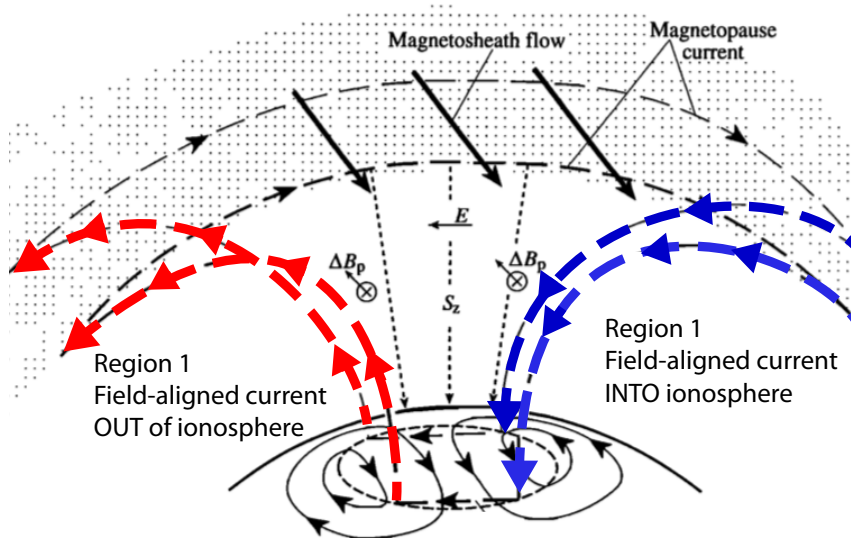 Magnetosheath flow
Magnetopause
current
E
ΔBp
ΔBp
Sz
Region 1
Field-aligned current
OUT of ionosphere
Region 1
Field-aligned current
INTO ionosphere